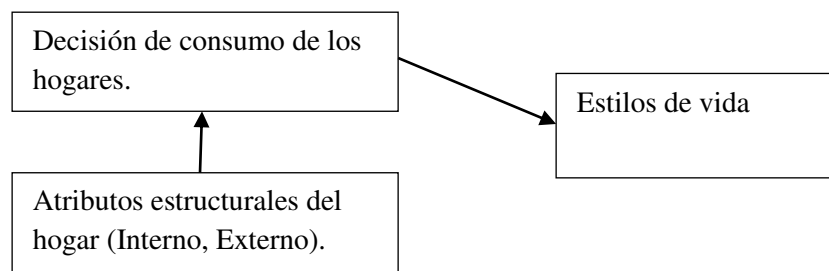 Decisión de consumo de los
hogares.
Estilos de vida
Atributos estructurales del
hogar (Interno, Externo).